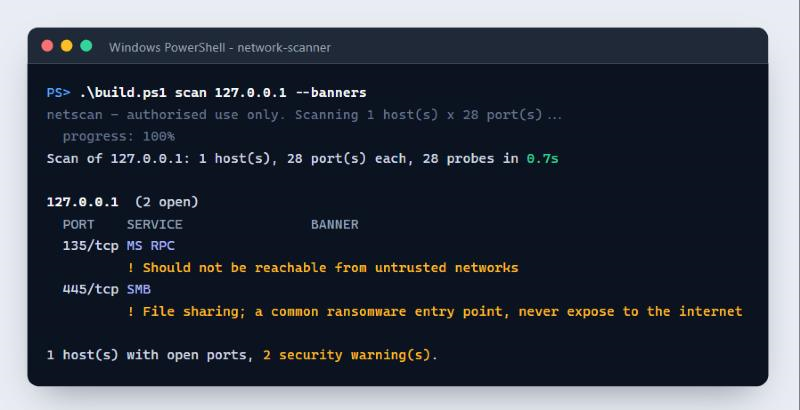 Windows PowerShell - network-scanner
PS> .\build.ps1 scan 127.0.0.1 --banners
netscan — authorised use only. Scanning 1 host(s) x 28 port(s)...
progress: 100%
Scan of 127.0.0.1: 1 host(s), 28 port(s) each, 28 probes in 0.7s
127.0.0.1 (2 open)
PORT SERVICE BANNER
135/tcp MS RPC
! Should not be reachable from untrusted networks
445/tcp SMB
! File sharing; a common ransomware entry point, never expose to the internet
1 host(s) with open ports, 2 security warning(s).